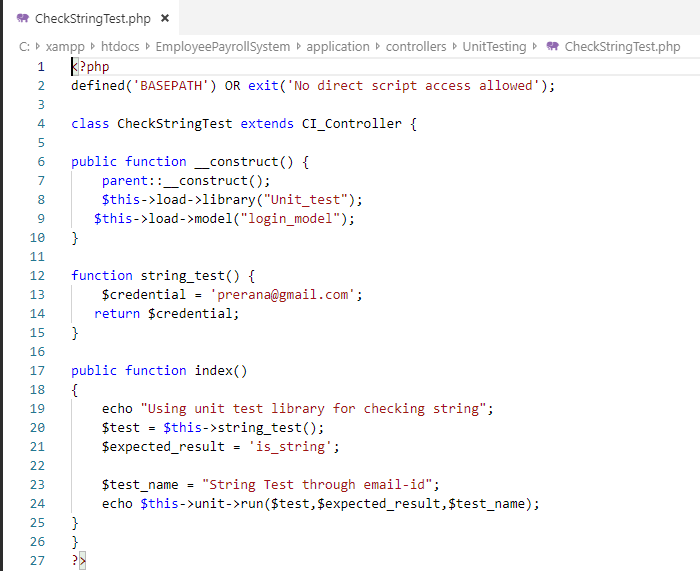 CheckStringTest.php ×
C: > xampp > htdocs > EmployeePayrollSystem > application > controllers > UnitTesting > CheckStringTest.php
1 <?php
2 defined('BASEPATH') OR exit('No direct script access allowed');
3
4 class CheckStringTest extends CI_Controller {
5
6 public function __construct() {
7     parent::__construct();
8     $this->load->library("Unit_test");
9    $this->load->model("login_model");
10 }
11
12 function string_test() {
13     $credential = 'prerana@gmail.com';
14    return $credential;
15 }
16
17 public function index()
18 {
19     echo "Using unit test library for checking string";
20     $test = $this->string_test();
21     $expected_result = 'is_string';
22
23     $test_name = "String Test through email-id";
24     echo $this->unit->run($test,$expected_result,$test_name);
25 }
26 }
27 ?>